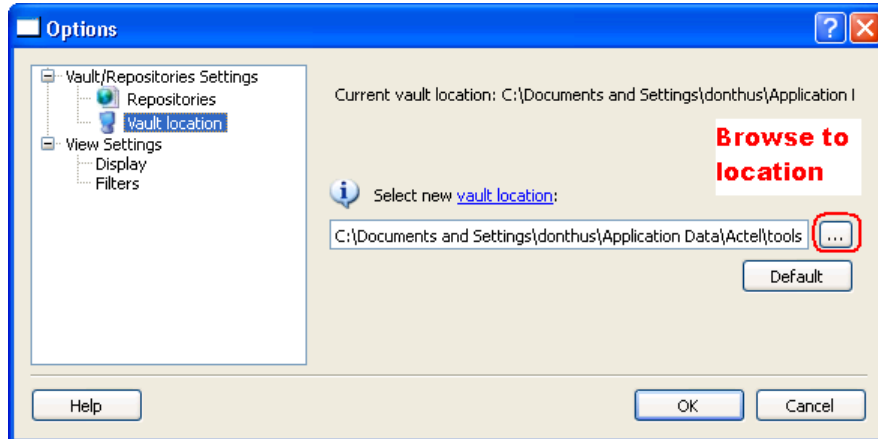 Options
Vault/Repositories Settings
Repositories
Vault location
View Settings
Display
Filters
Current vault location: C:\Documents and Settings\donthus\Application I
Browse to
location
Select new vault location:
C:\Documents and Settings\donthus\Application Data\Actel\tools
...
Default
Help
OK
Cancel